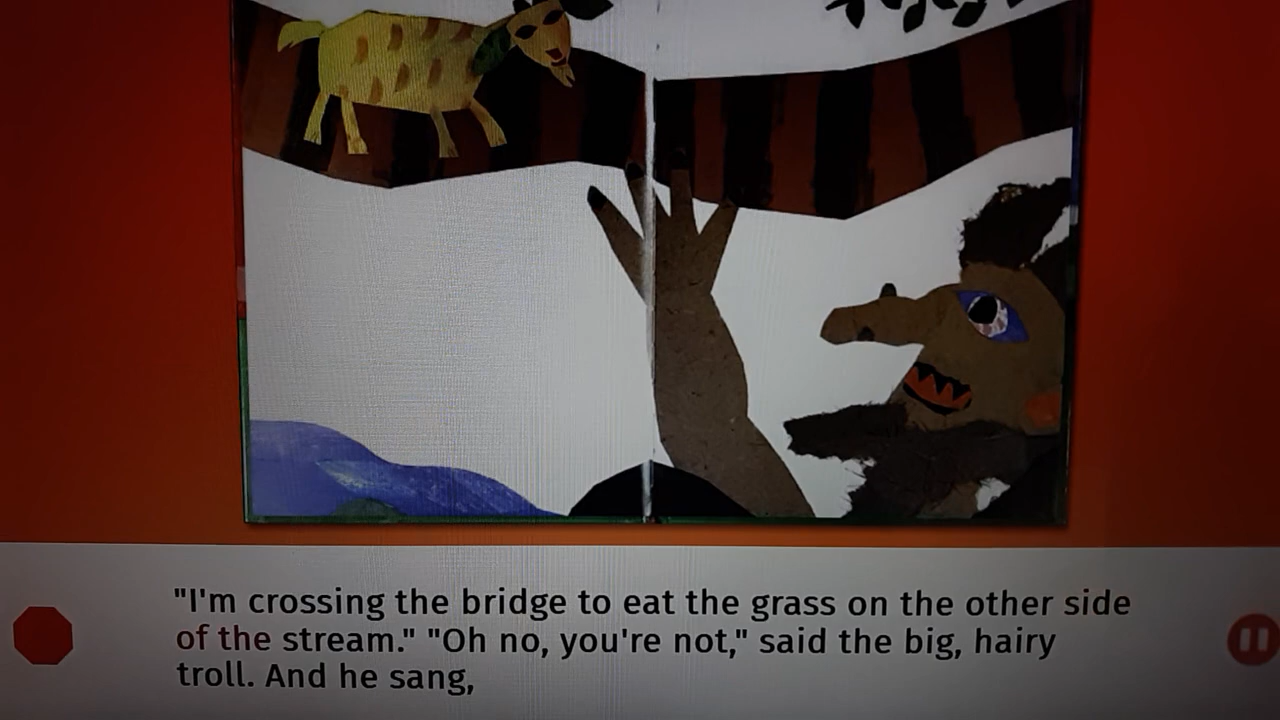 "I'm crossing the bridge to eat the grass on the other side
of the stream." "Oh no, you're not," said the big, hairy
troll. And he sang,